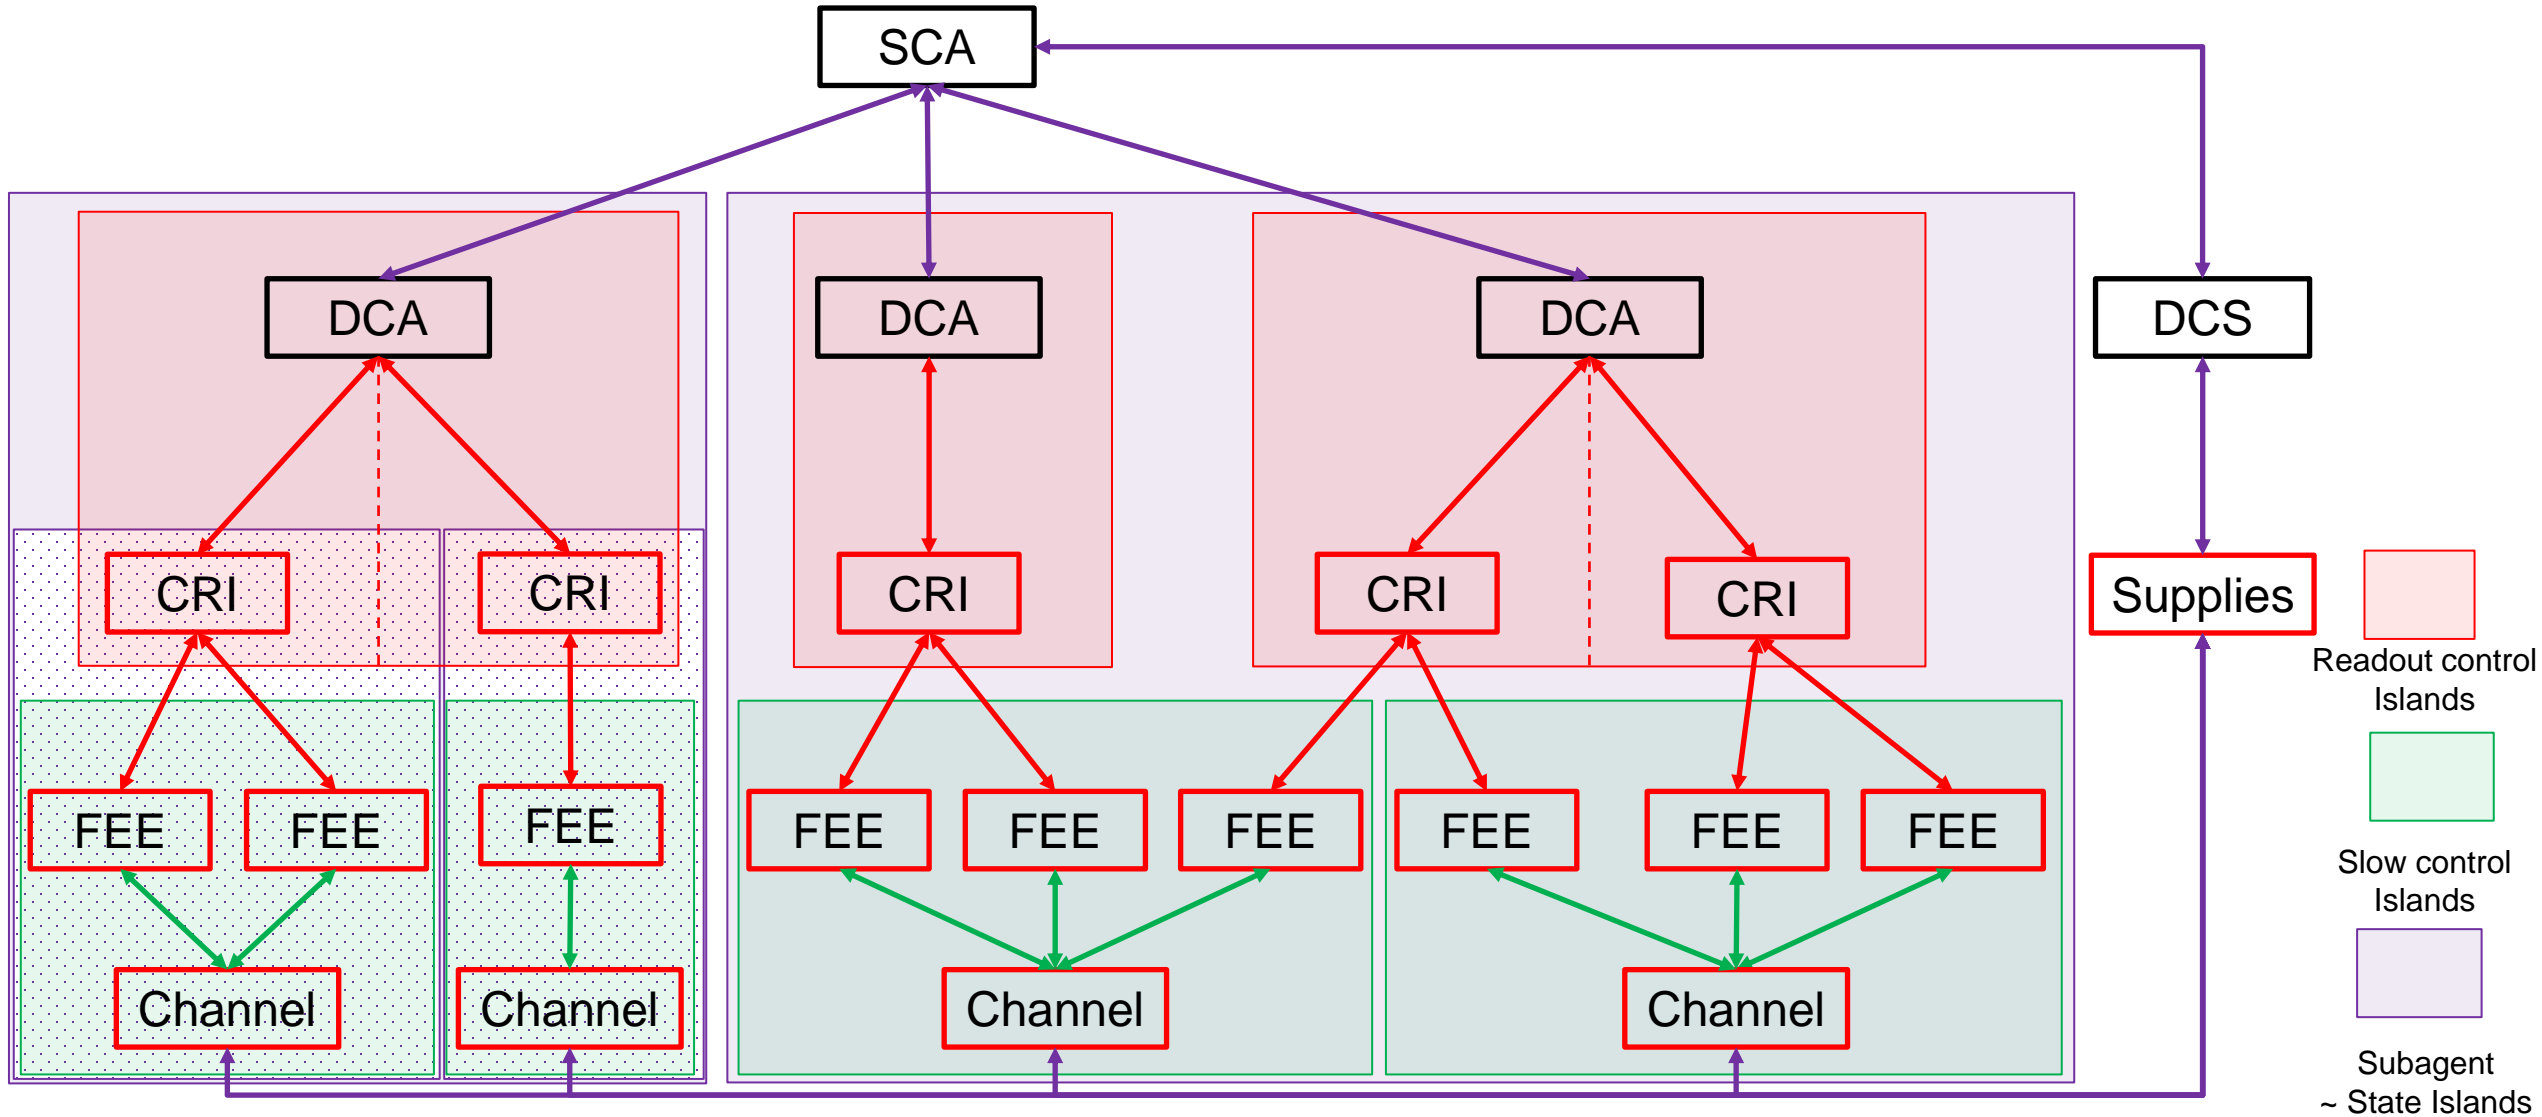 SCA
DCA
DCA
DCA
DCS
CRI
CRI
CRI
CRI
CRI
Supplies
Readout control
Islands
FEE
FEE
FEE
FEE
FEE
FEE
FEE
FEE
FEE
Slow control
Islands
Channel
Channel
Channel
Channel
Subagent
~ State Islands